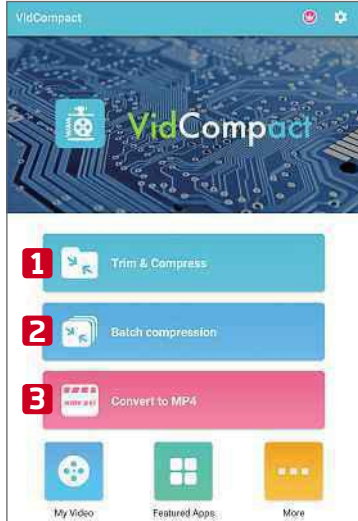 VidCompact
VidCompact
1 Trim & Compress
2 Batch compression
3 Convert to MP4
My Video Featured Apps More